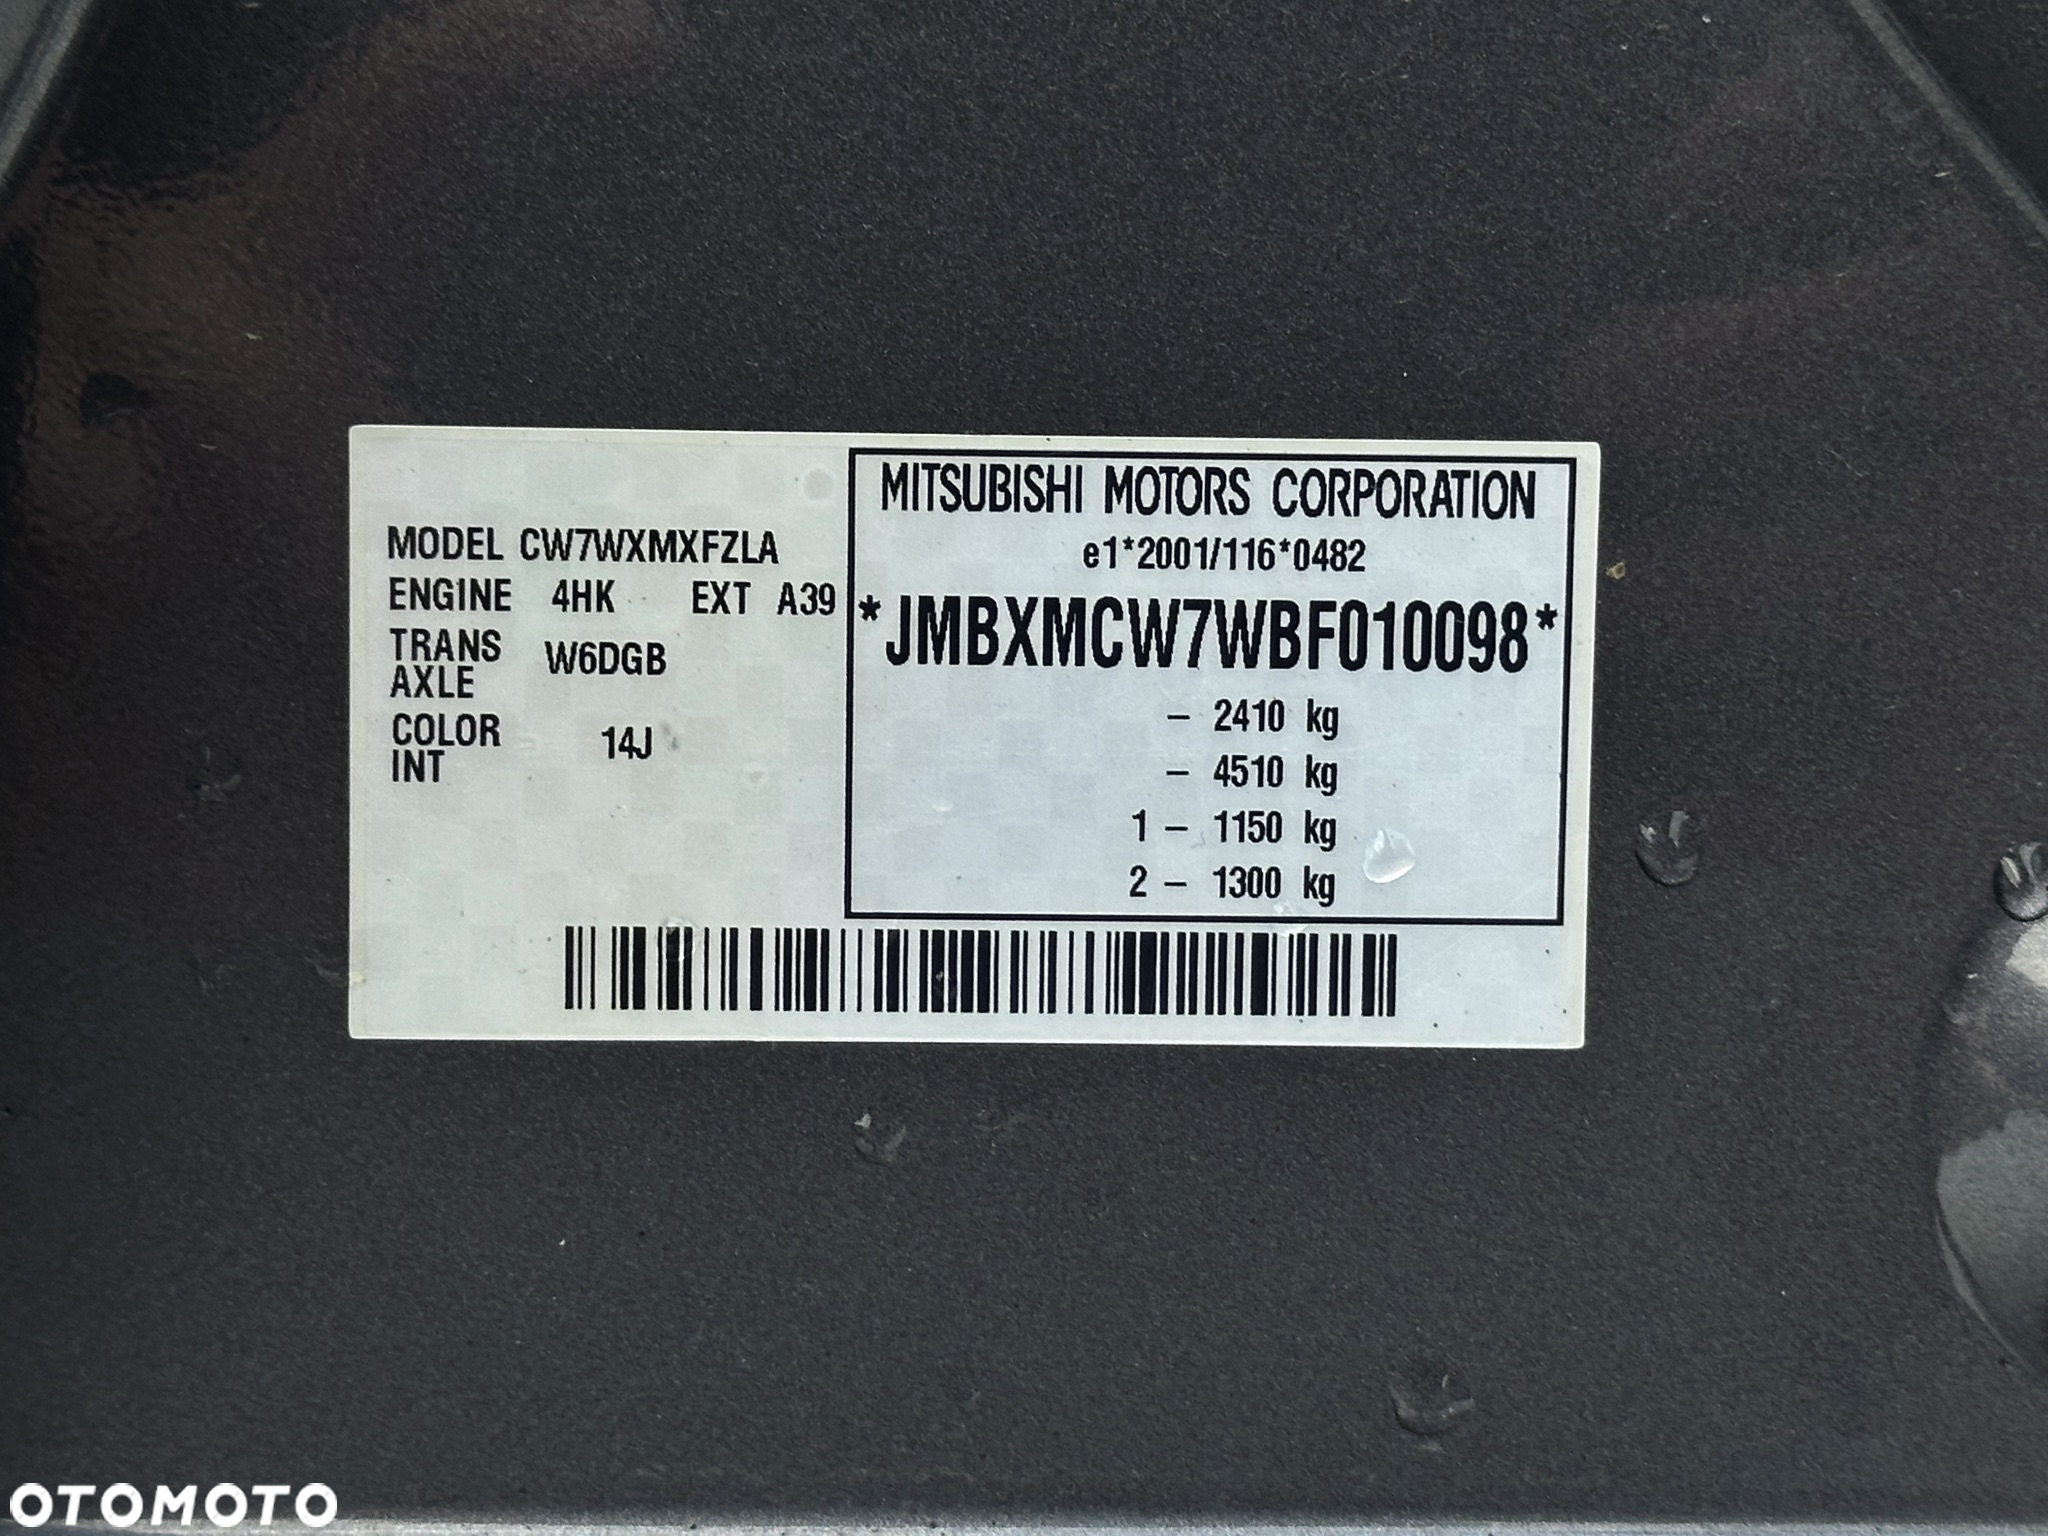 MITSUBISHI MOTORS CORPORATION
e1*2001/116*0482
*JMBXMCW7WBF010098*
- 2410 kg
- 4510 kg
1 - 1150 kg
2 - 1300 kg
MODEL CW7WXMXFZLA
ENGINE 4HK EXT A39
TRANS AXLE W6DGB
COLOR INT 14J
OTOMOTO